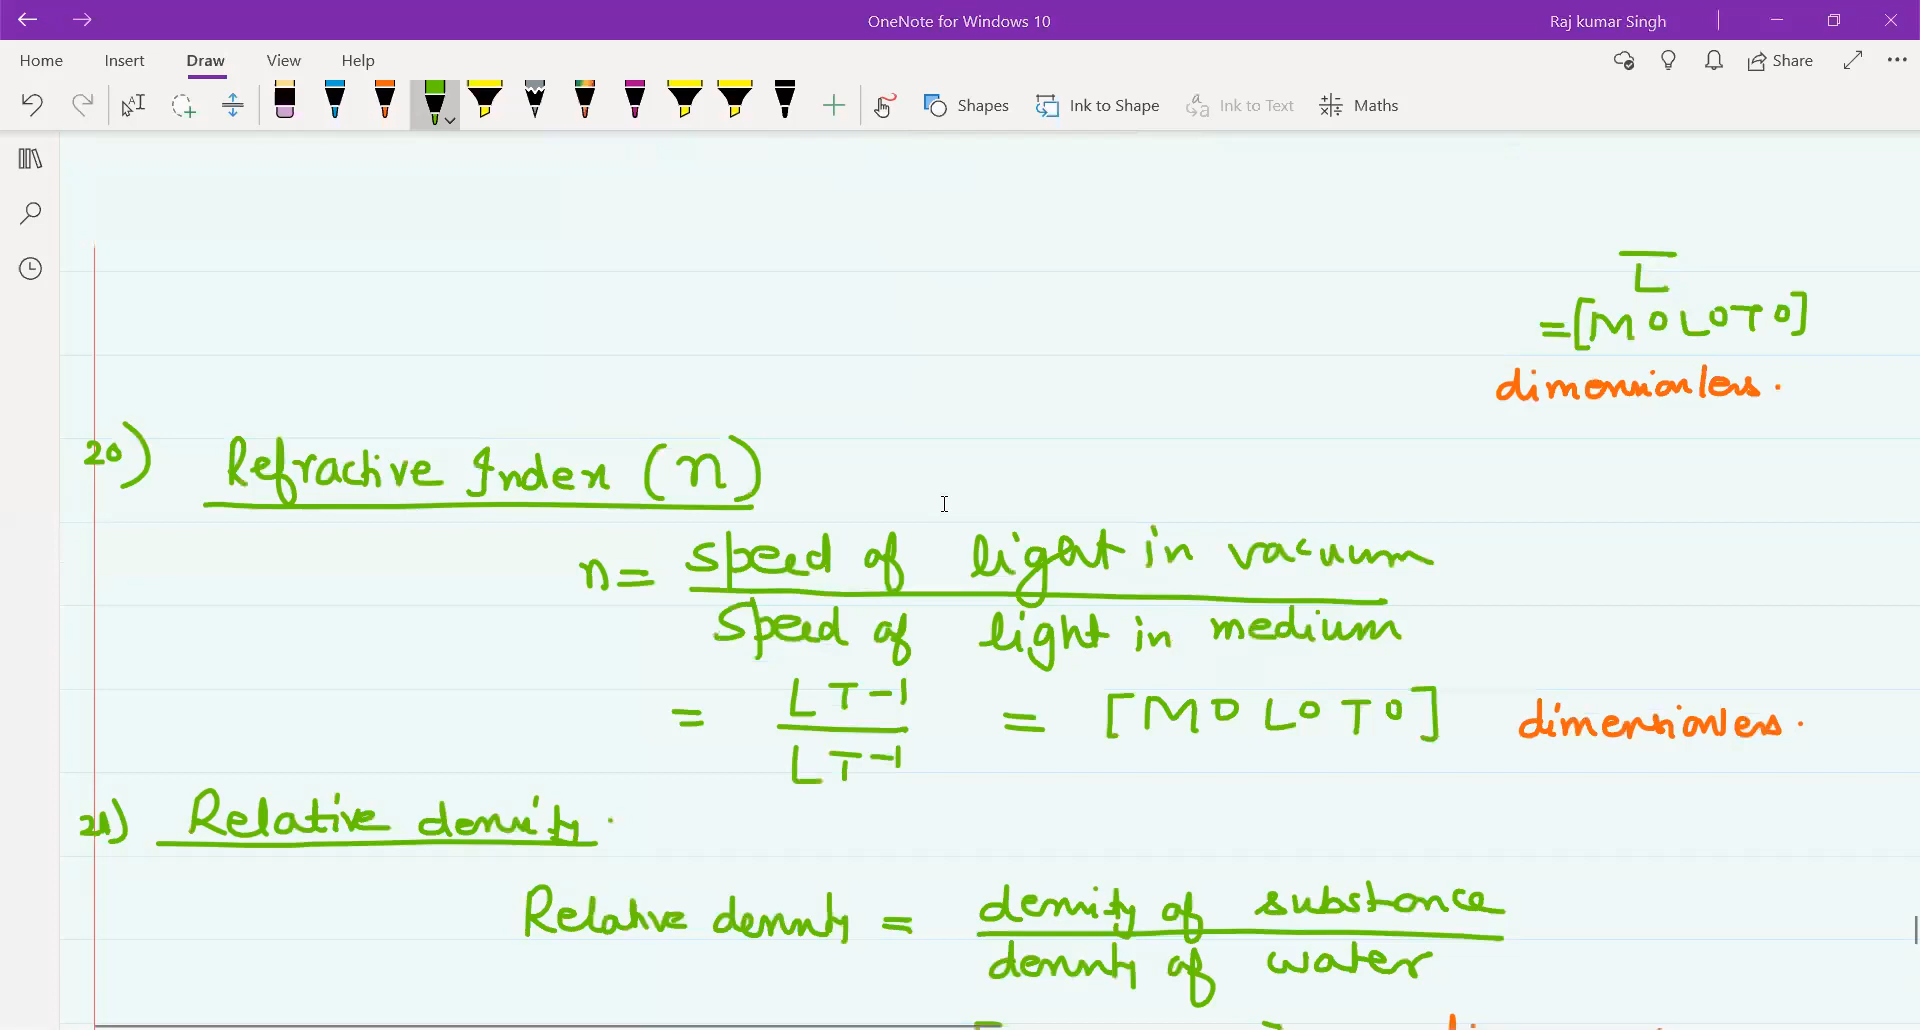 OneNote for Windows 10
Raj kumar Singh
Home Insert Draw View Help
Share
Shapes Ink to Shape Ink to Text Maths
L
=[M0L0T0]
dimensionless.
20) Refractive Index (n)
n= speed of light in vacuum
speed of light in medium
= LT-1 = [M0L0T0] dimensionless.
LT-1
21) Relative density.
Relative density = density of substance
density of water